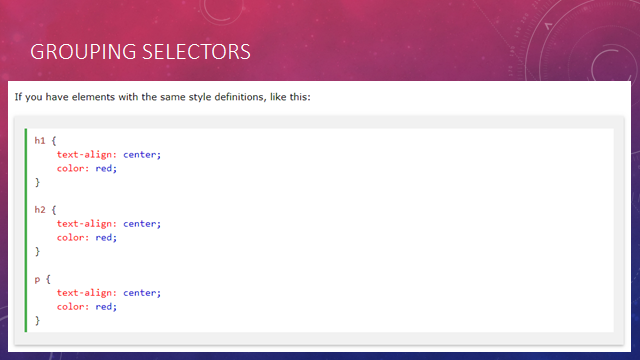 GROUPING SELECTORS
If you have elements with the same style definitions, like this:
h1 {
    text-align: center;
    color: red;
}
h2 {
    text-align: center;
    color: red;
}
p {
    text-align: center;
    color: red;
}